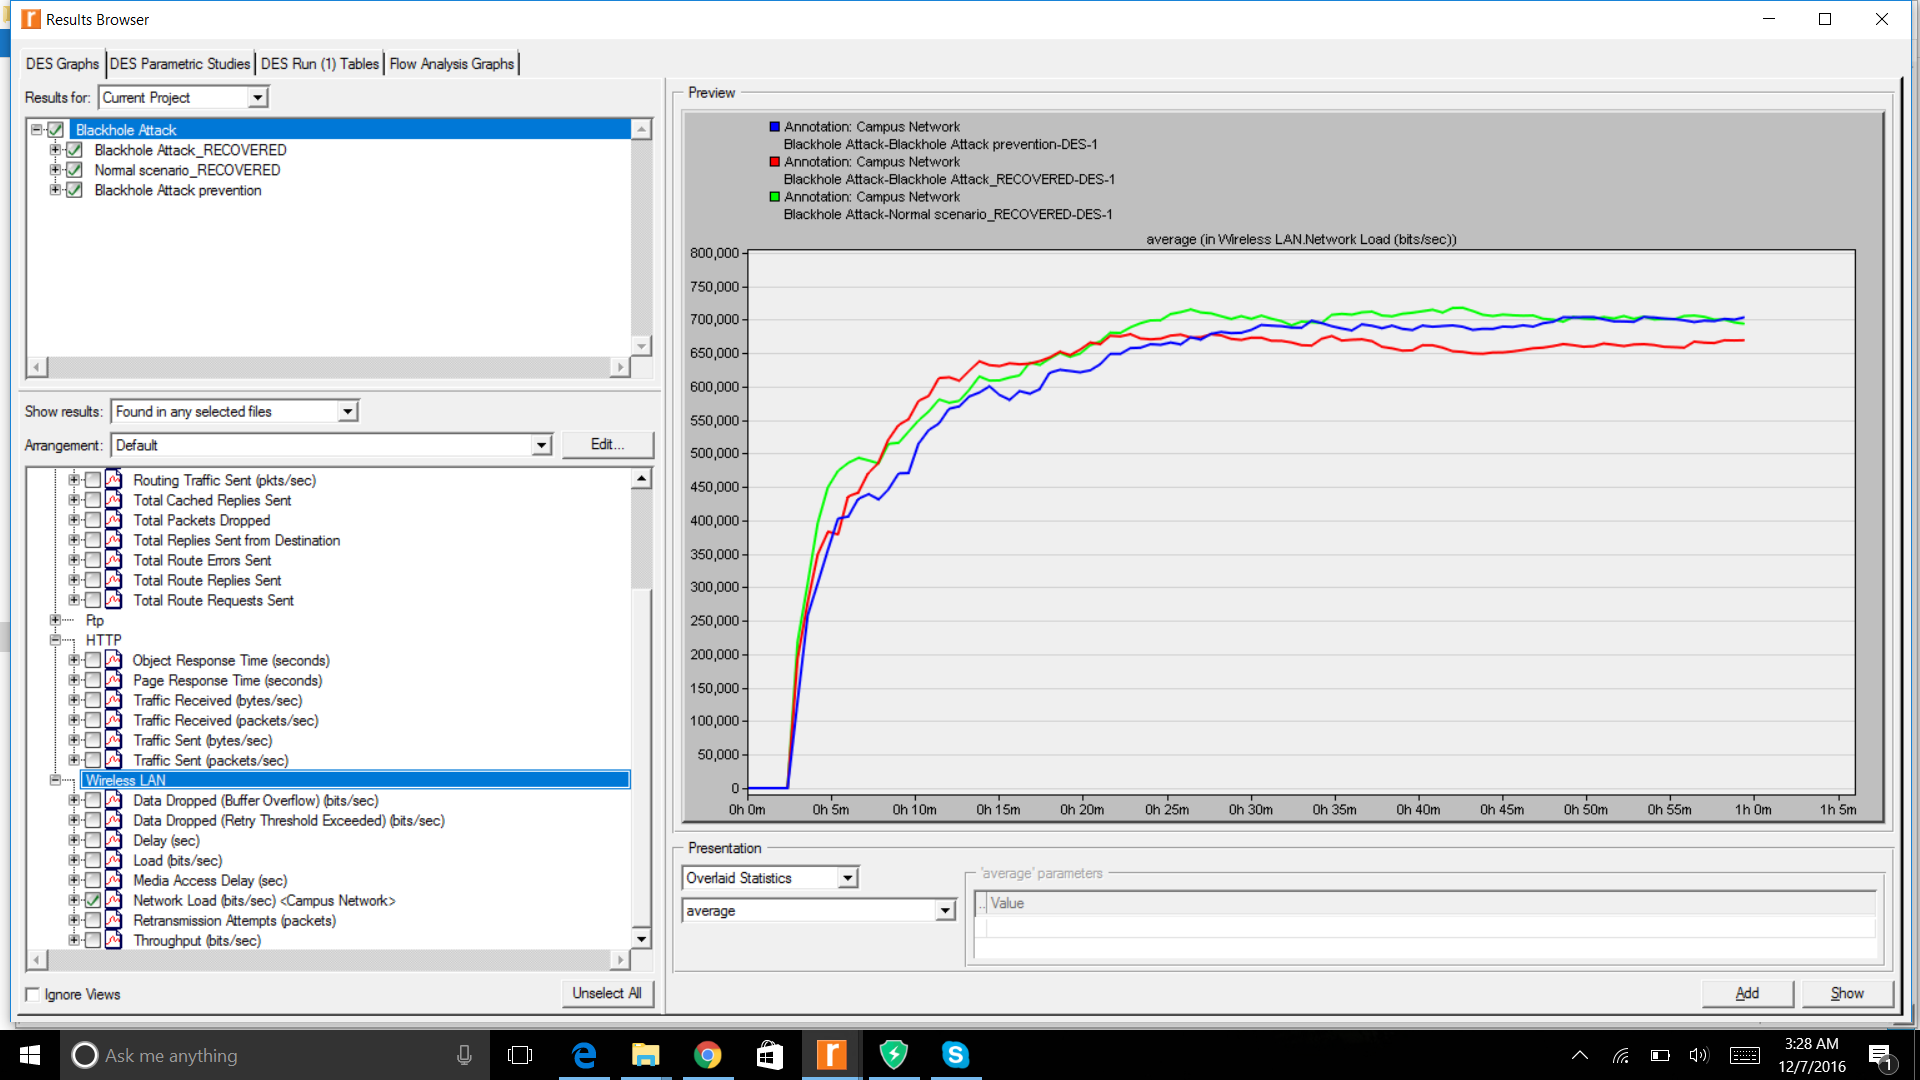 Results Browser
DES Graphs DES Parametric Studies DES Run (1) Tables Flow Analysis Graphs
Results for: Current Project
Blackhole Attack
Blackhole Attack_RECOVERED
Normal scenario_RECOVERED
Blackhole Attack prevention
Show results: Found in any selected files
Arrangement: Default Edit...
Routing Traffic Sent (pkts/sec)
Total Cached Replies Sent
Total Packets Dropped
Total Replies Sent from Destination
Total Route Errors Sent
Total Route Replies Sent
Total Route Requests Sent
Ftp
HTTP
Object Response Time (seconds)
Page Response Time (seconds)
Traffic Received (bytes/sec)
Traffic Received (packets/sec)
Traffic Sent (bytes/sec)
Traffic Sent (packets/sec)
Wireless LAN
Data Dropped (Buffer Overflow) (bits/sec)
Data Dropped (Retry Threshold Exceeded) (bits/sec)
Delay (sec)
Load (bits/sec)
Media Access Delay (sec)
Network Load (bits/sec) <Campus Network>
Retransmission Attempts (packets)
Throughput (bits/sec)
Ignore Views Unselect All
Preview
Annotation: Campus Network
Blackhole Attack-Blackhole Attack prevention-DES-1
Annotation: Campus Network
Blackhole Attack-Blackhole Attack_RECOVERED-DES-1
Annotation: Campus Network
Blackhole Attack-Normal scenario_RECOVERED-DES-1
average (in Wireless LAN.Network Load (bits/sec))
800,000
750,000
700,000
650,000
600,000
550,000
500,000
450,000
400,000
350,000
300,000
250,000
200,000
150,000
100,000
50,000
0
0h 0m 0h 5m 0h 10m 0h 15m 0h 20m 0h 25m 0h 30m 0h 35m 0h 40m 0h 45m 0h 50m 0h 55m 1h 0m 1h 5m
Presentation
Overlaid Statistics
average
'average' parameters
.. Value
Add Show
Ask me anything
3:28 AM
12/7/2016
1